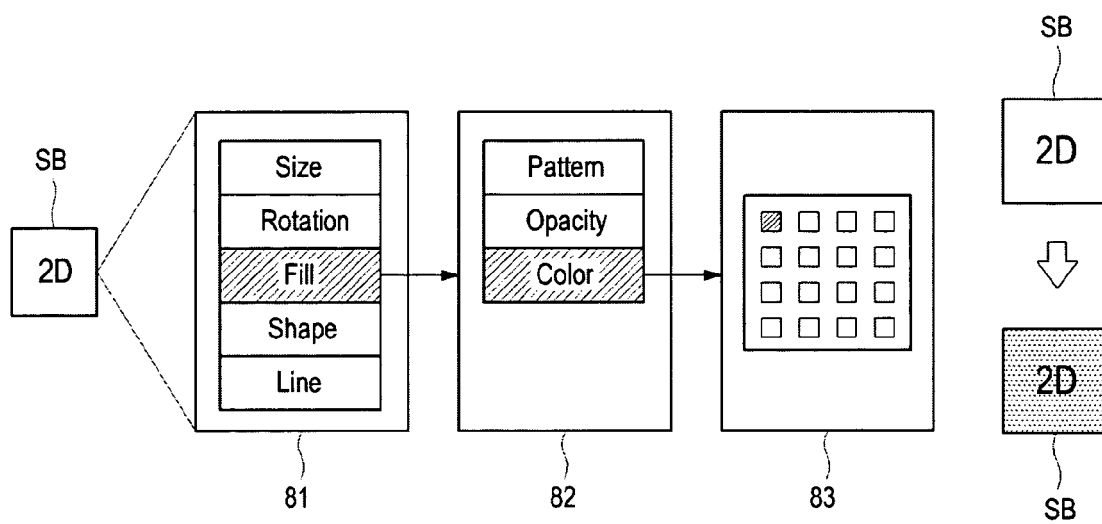 SB
2D
Size
Rotation
Fill
Shape
Line
81
Pattern
Opacity
Color
82
83
SB
2D
2D
SB